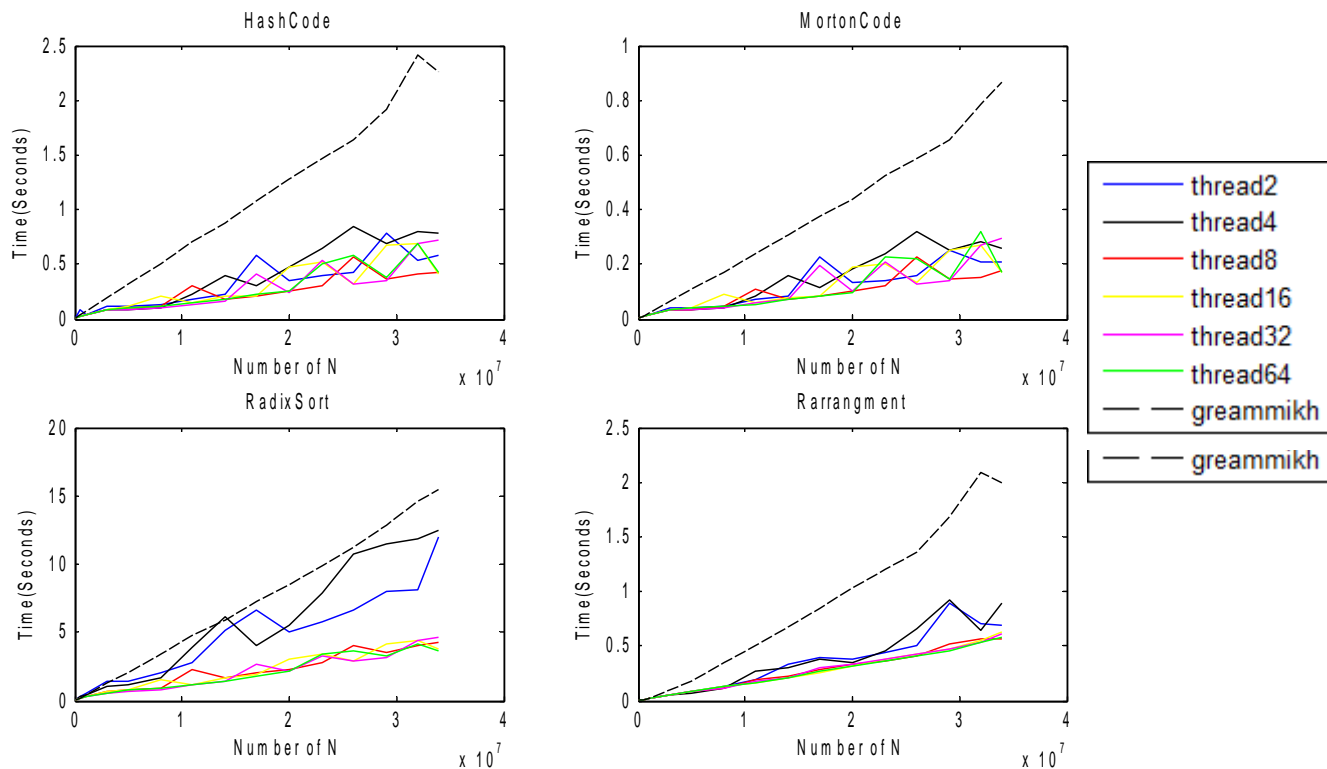 HashCode
2.5
2
1.5
1
0.5
0
Time(Seconds)
0 1 2 3 4
Number of N
x 10^7
MortonCode
1
0.8
0.6
0.4
0.2
0
Time(Seconds)
0 1 2 3 4
Number of N
x 10^7
thread2
thread4
thread8
thread16
thread32
thread64
greammikh
greammikh
RadixSort
20
15
10
5
0
Time(Seconds)
0 1 2 3 4
Number of N
x 10^7
Rarrangment
2.5
2
1.5
1
0.5
0
Time(Seconds)
0 1 2 3 4
Number of N
x 10^7